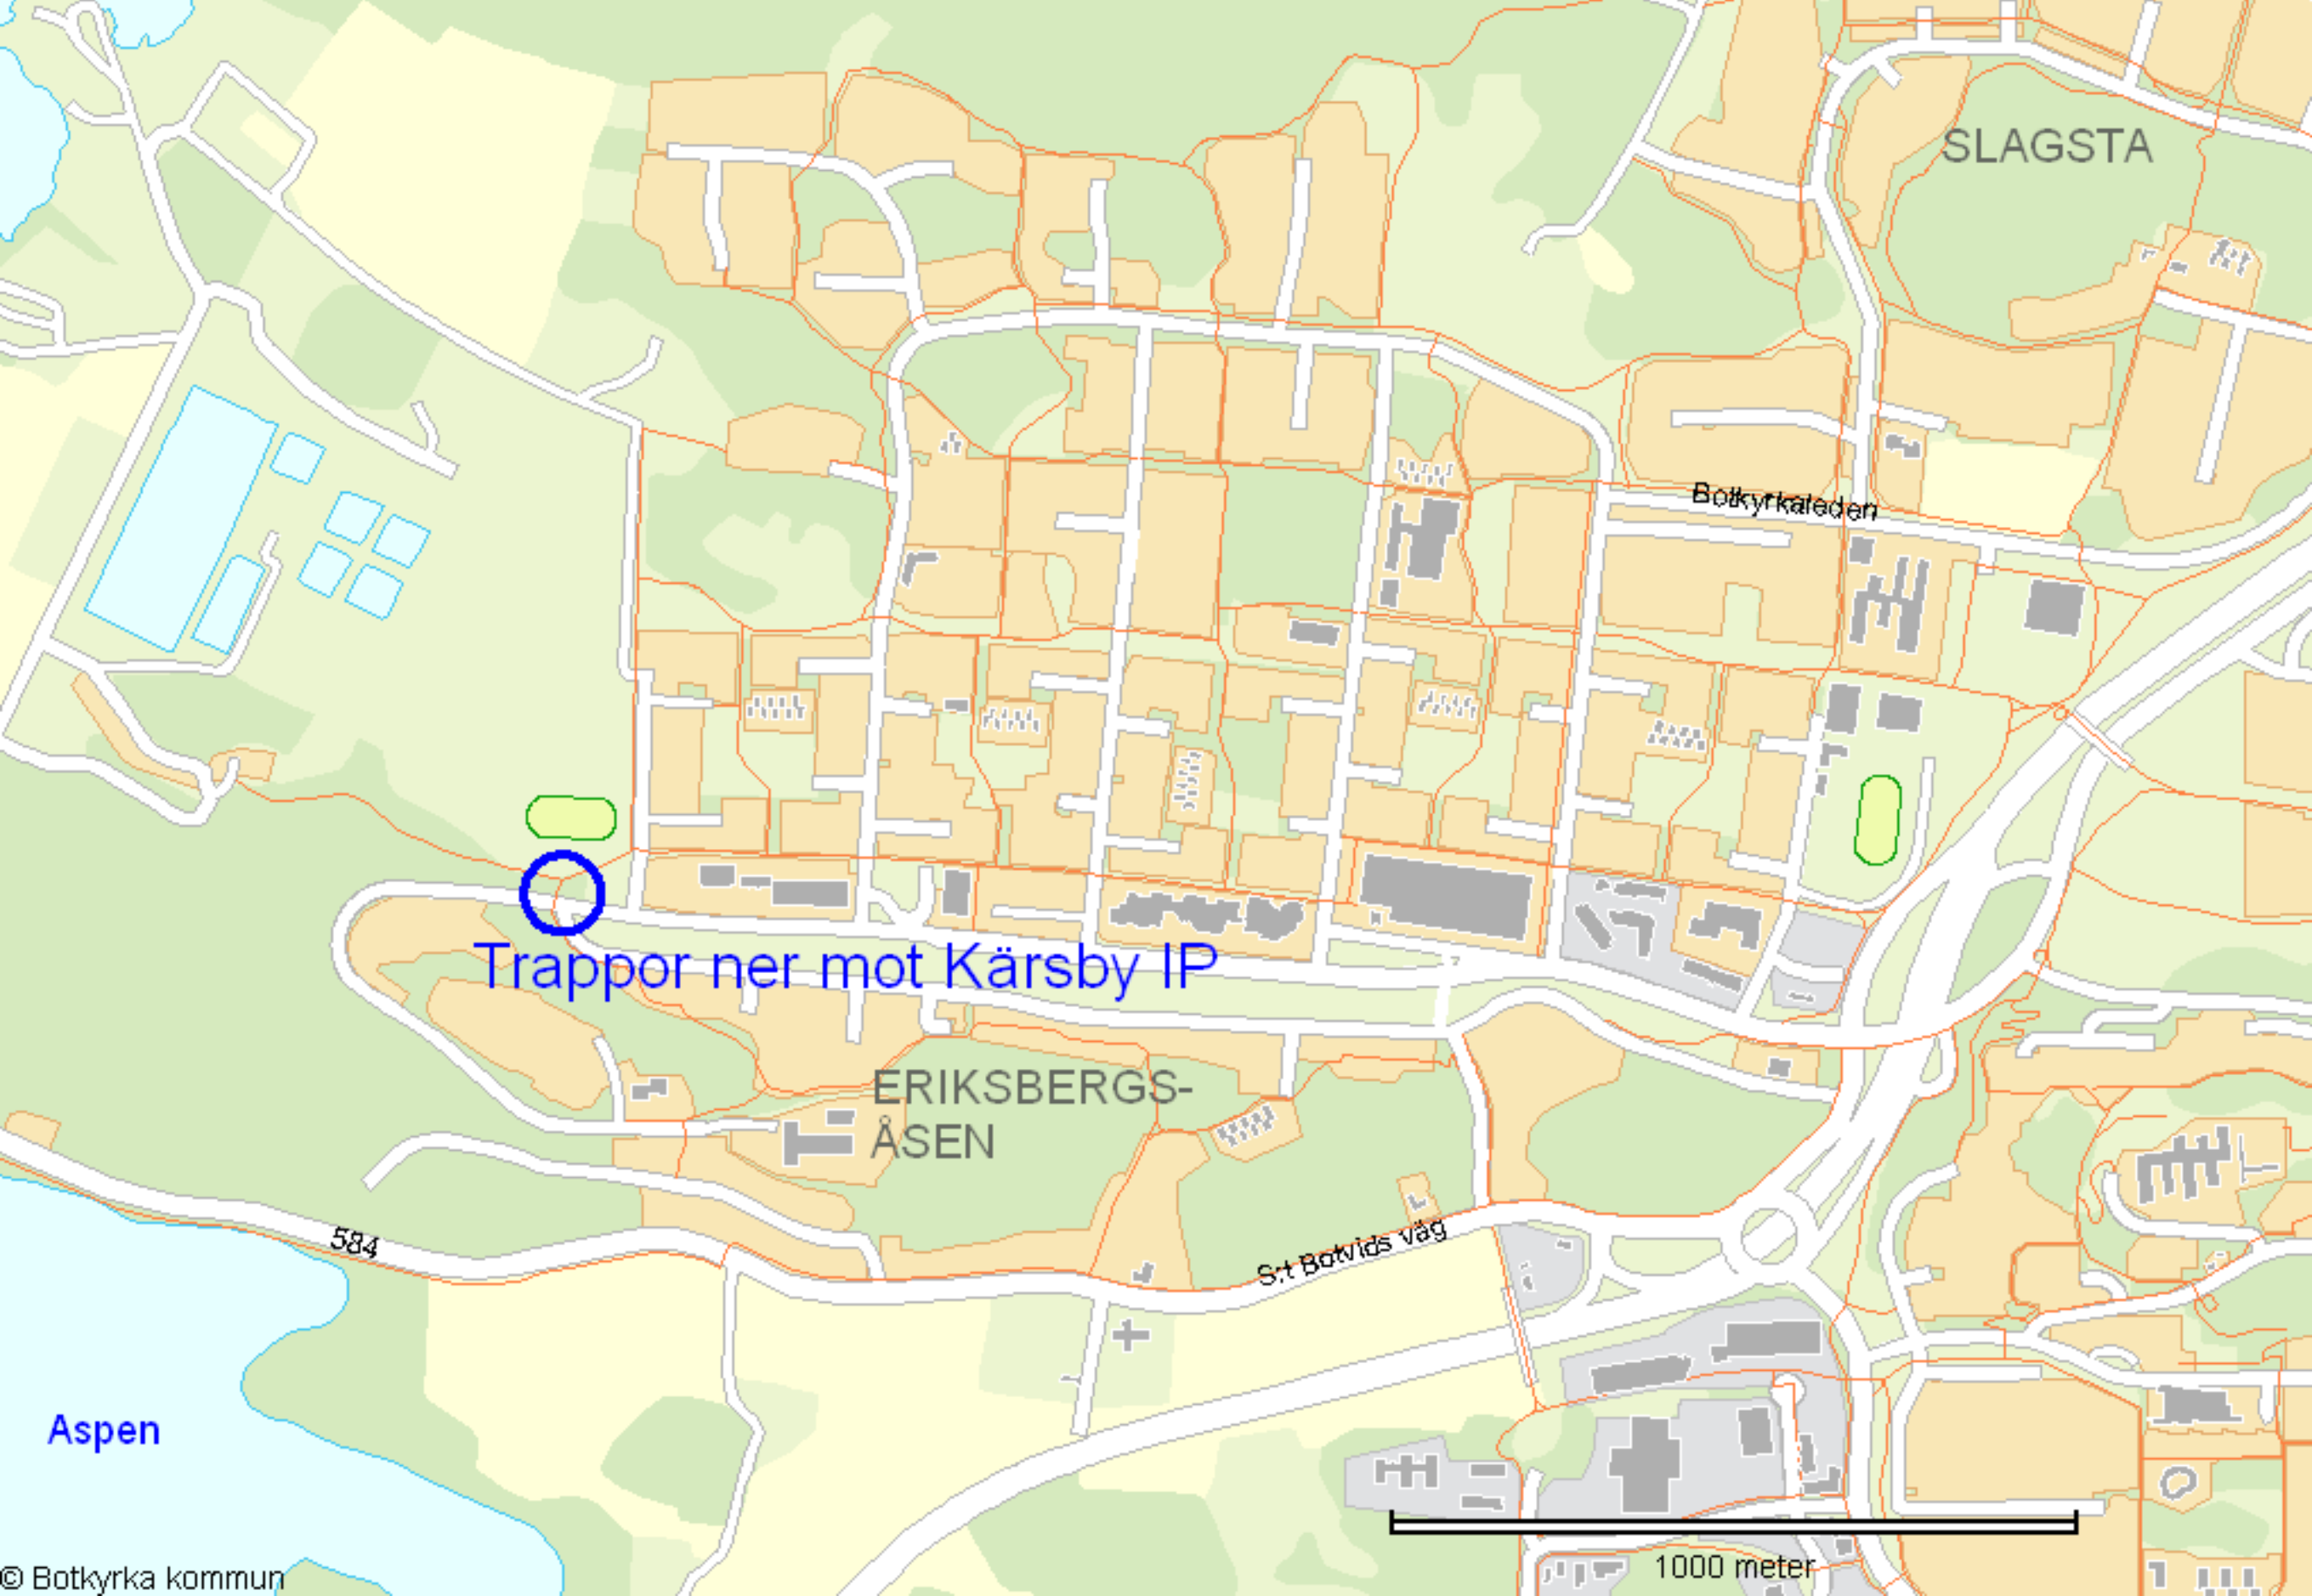 SLAGSTA
Botkyrkaleden
Trappor ner mot Kärsby IP
ERIKSBERGS-
ÅSEN
584
S:t Botvids väg
Aspen
1000 meter
© Botkyrka kommun